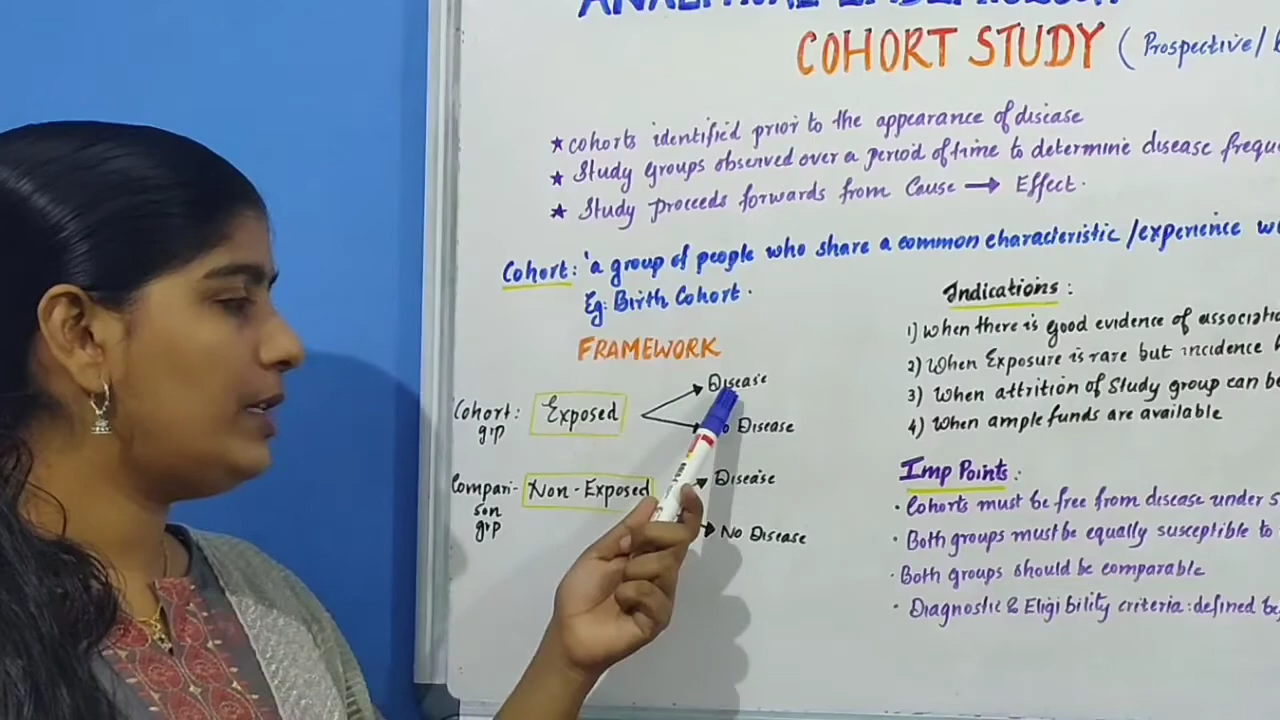 ANALYTICAL EPIDEMIOLOGY
COHORT STUDY (Prospective/
★ cohorts identified prior to the appearance of disease
★ Study groups observed over a period of time to determine disease
★ Study proceeds forwards from Cause → Effect.
Cohort: 'a group of people who share a common characteristic/experience
Eg: Birth Cohort.
FRAMEWORK
Cohort grp: Exposed
Disease
Disease
Comparison grp Non-Exposed
Disease
No Disease
Indications:
1) When there is good evidence of
2) When Exposure is rare but incidence
3) When attrition of study group can be
4) When ample funds are available
Imp Points:
· Cohorts must be free from disease under
· Both groups must be equally susceptible to
· Both groups should be comparable
· Diagnostic & Eligibility criteria: defined